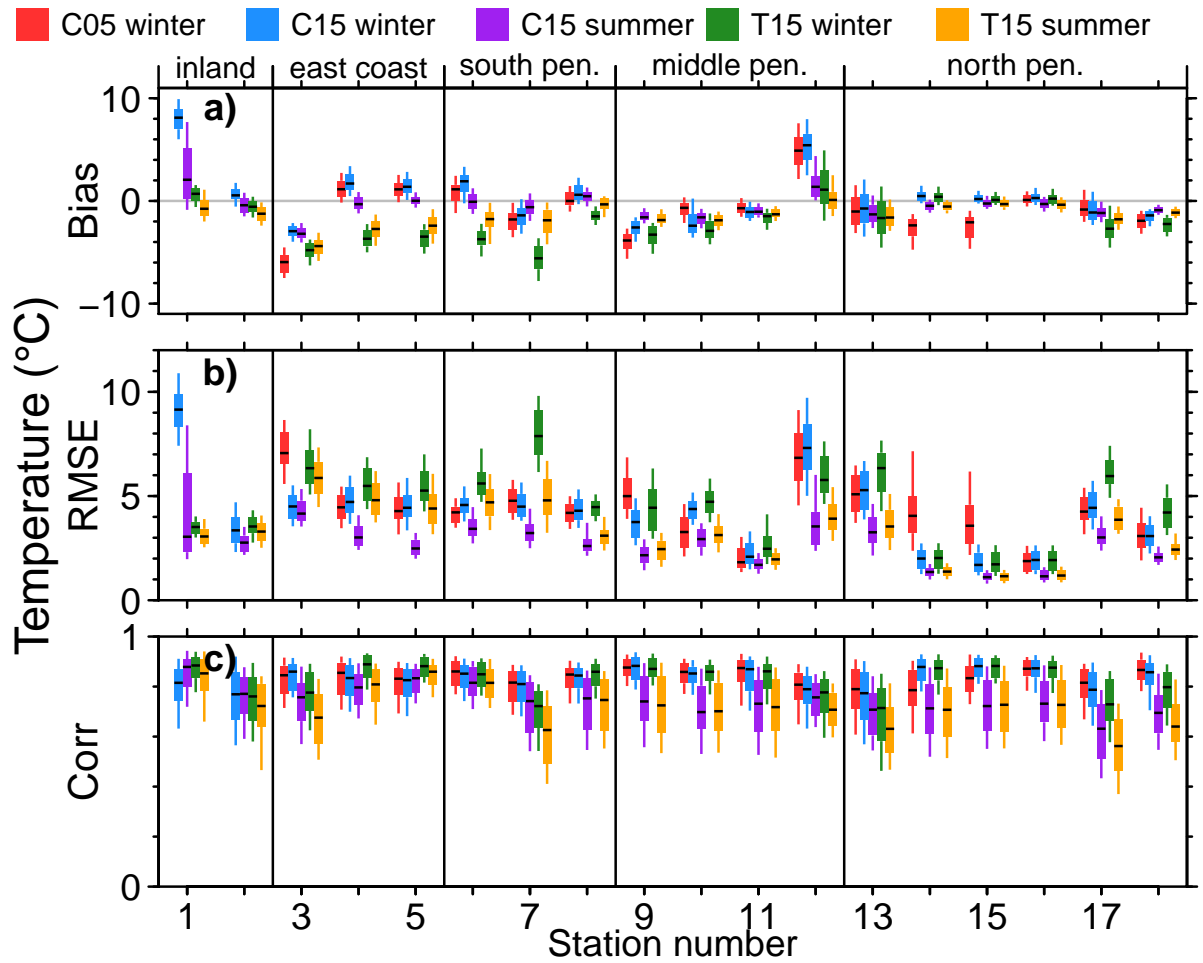 C05 winter C15 winter C15 summer T15 winter T15 summer
inland east coast south pen. middle pen. north pen.
a)
10
0
−10
Bias
b)
10
5
0
RMSE
Temperature (°C)
c)
1
0
Corr
1 3 5 7 9 11 13 15 17
Station number